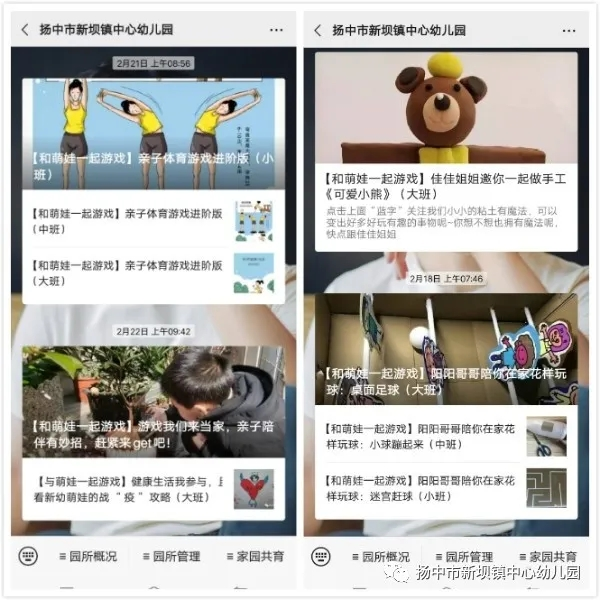 扬中市新坝镇中心幼儿园
2月21日 上午08:56
【和萌娃一起游戏】亲子体育游戏进阶版（小
班）
【和萌娃一起游戏】亲子体育游戏进阶版
（中班）
【和萌娃一起游戏】亲子体育游戏进阶版
（大班）
2月22日 上午09:42
【和萌娃一起游戏】游戏我们来当家，亲子陪
伴有妙招，赶紧来get吧！
【与萌娃一起游戏】健康生活我参与，且
看新幼萌娃的战“疫”攻略（大班）
园所概况
园所管理
家园共育
扬中市新坝镇中心幼儿园
【和萌娃一起游戏】佳佳姐姐邀你一起做手工
《可爱小熊》（大班）
点击上面“蓝字”关注我们小小的粘土有魔法，可以
变出好多好玩有趣的事物呢~你想不想也拥有魔法呢，
快点跟佳佳姐姐
2月18日 上午07:46
【和萌娃一起游戏】阳阳哥哥陪你在家花样玩
球：桌面足球（大班）
【和萌娃一起游戏】阳阳哥哥陪你在家花
样玩球：小球蹦起来（中班）
【和萌娃一起游戏】阳阳哥哥陪你在家花
样玩球：迷宫赶球（小班）
园所概况
园所管理
家园共育
扬中市新坝镇中心幼儿园